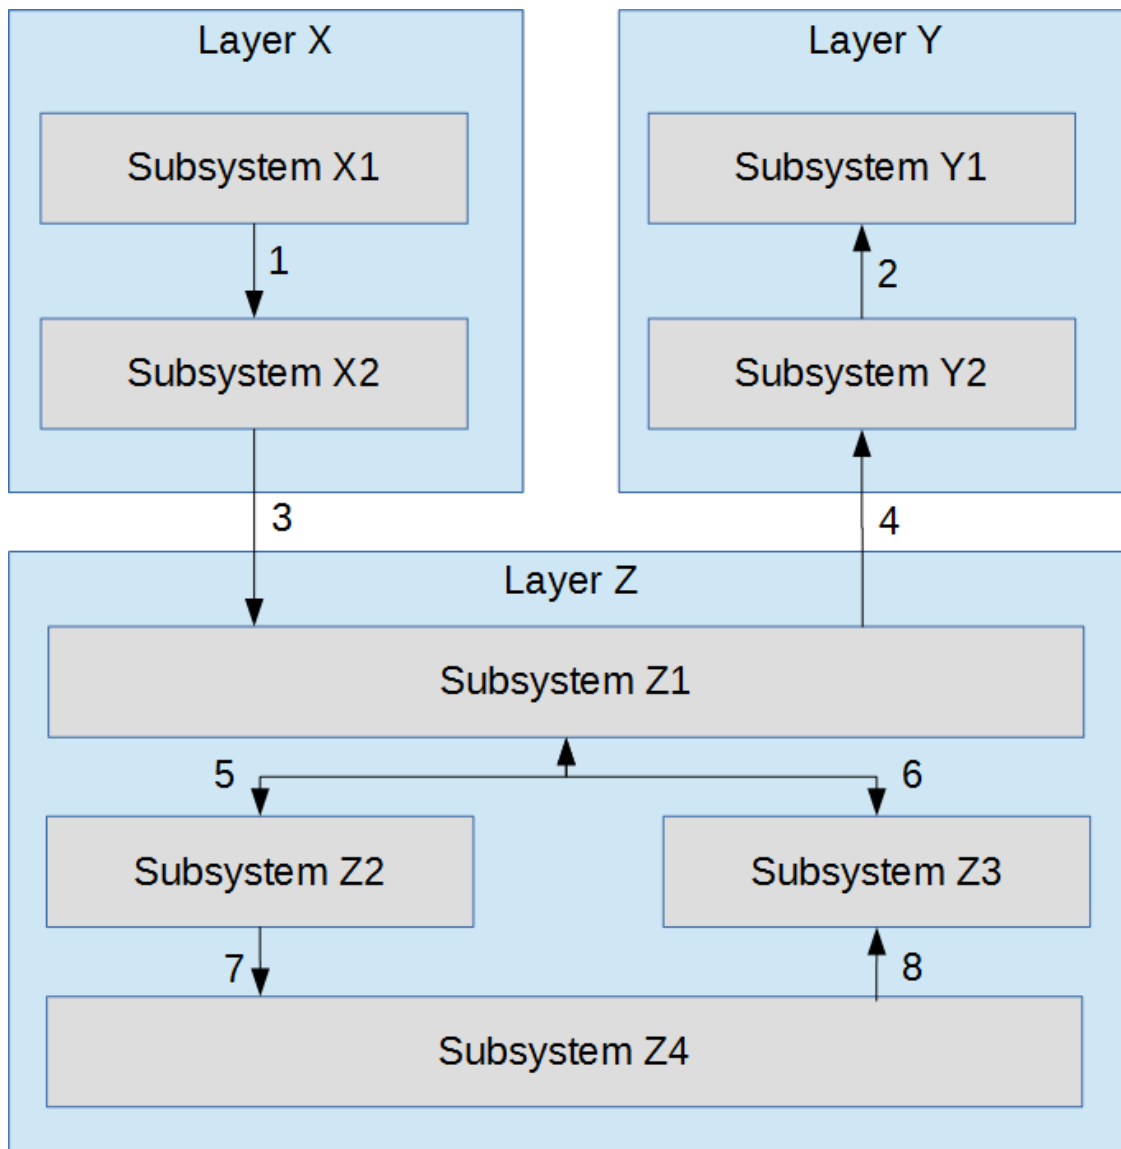 Layer X
Layer Y
Subsystem X1
Subsystem Y1
1
2
Subsystem X2
Subsystem Y2
3
4
Layer Z
Subsystem Z1
5
6
Subsystem Z2
Subsystem Z3
7
8
Subsystem Z4